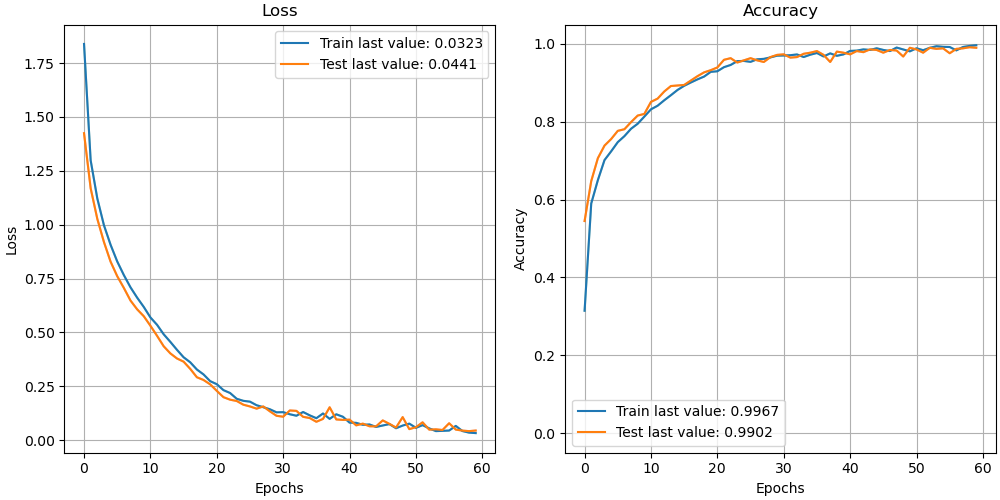 Loss
Train last value: 0.0323
Test last value: 0.0441
1.75
1.50
1.25
1.00
0.75
0.50
0.25
0.00
Loss
0 10 20 30 40 50 60
Epochs
Accuracy
1.0
0.8
0.6
0.4
0.2
0.0
Accuracy
Train last value: 0.9967
Test last value: 0.9902
0 10 20 30 40 50 60
Epochs